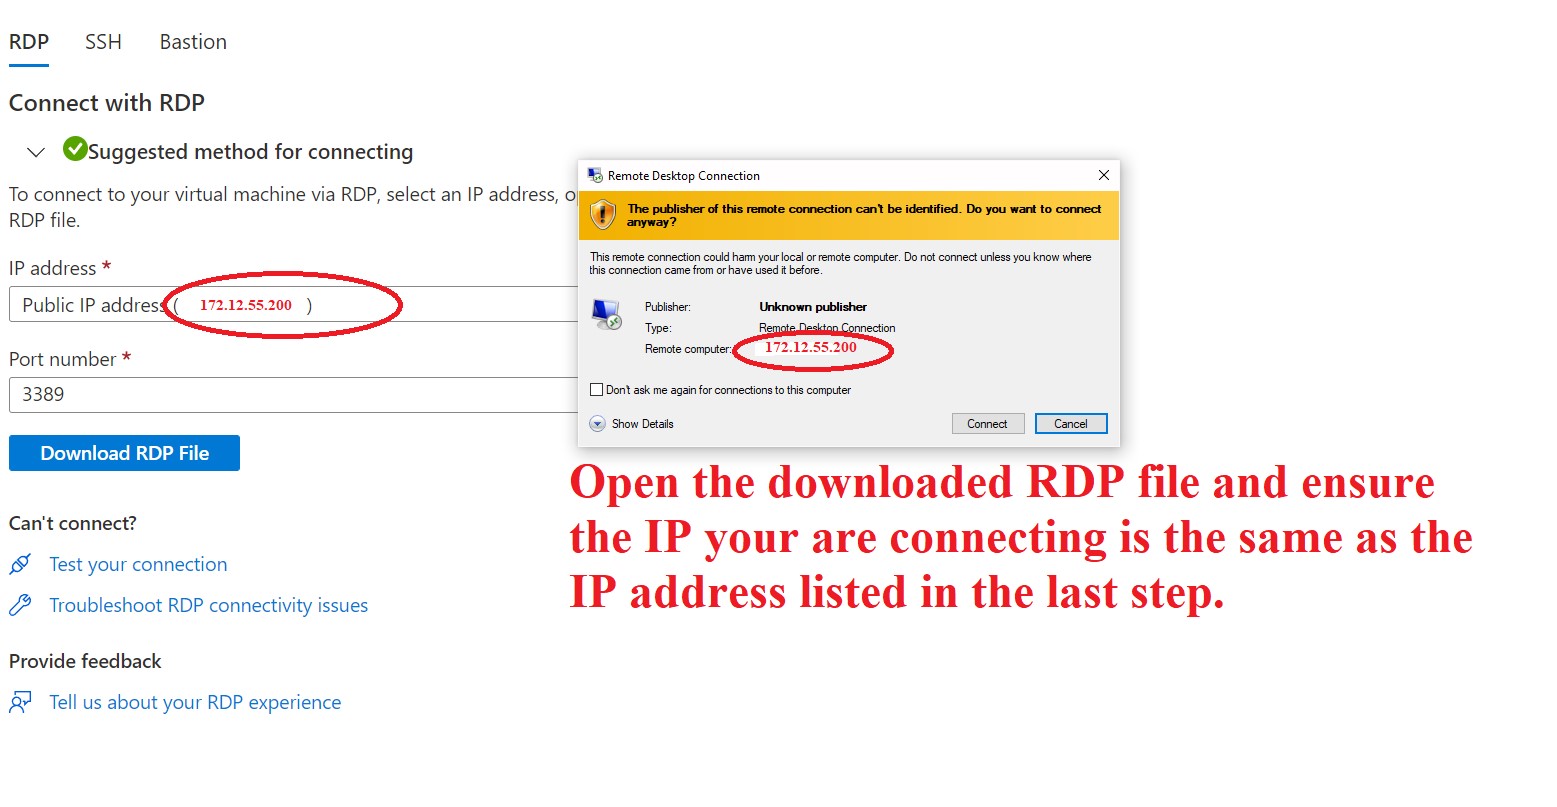 RDP SSH Bastion
Connect with RDP
Suggested method for connecting
To connect to your virtual machine via RDP, select an IP address,
RDP file.
IP address *
Public IP address ( 172.12.55.200 )
Port number *
3389
Download RDP File
Can't connect?
Test your connection
Troubleshoot RDP connectivity issues
Provide feedback
Tell us about your RDP experience
Remote Desktop Connection
The publisher of this remote connection can't be identified. Do you want to connect
anyway?
This remote connection could harm your local or remote computer. Do not connect unless you know where
this connection came from or have used it before.
Publisher: Unknown publisher
Type: Remote Desktop Connection
Remote computer: 172.12.55.200
Don't ask me again for connections to this computer
Show Details Connect Cancel
Open the downloaded RDP file and ensure
the IP your are connecting is the same as the
IP address listed in the last step.